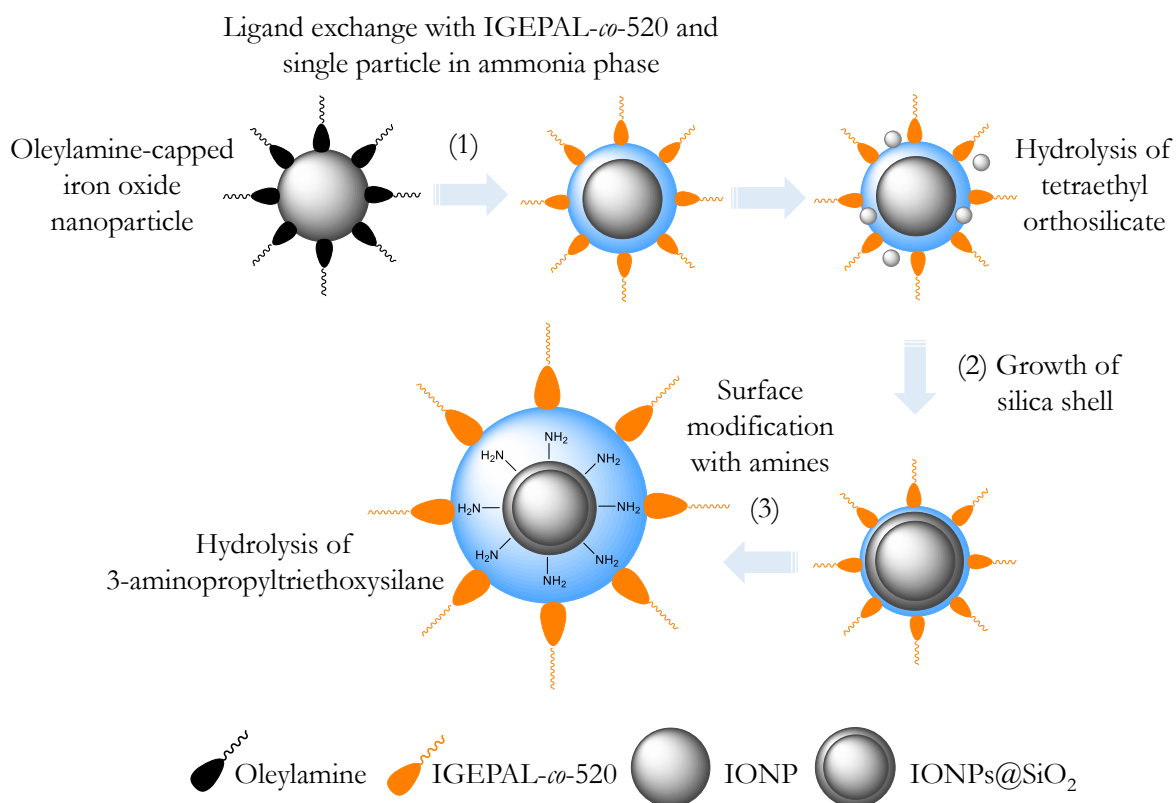 Ligand exchange with IGEPAL-co-520 and
single particle in ammonia phase
Oleylamine-capped
iron oxide
nanoparticle
(1)
Hydrolysis of
tetraethyl
orthosilicate
(2) Growth of
silica shell
Surface
modification
with amines
(3)
NH₂
H₂N
NH₂
H₂N
NH₂
H₂N
NH₂
NH₂
Hydrolysis of
3-aminopropyltriethoxysilane
Oleylamine
IGEPAL-co-520
IONP
IONPs@SiO₂